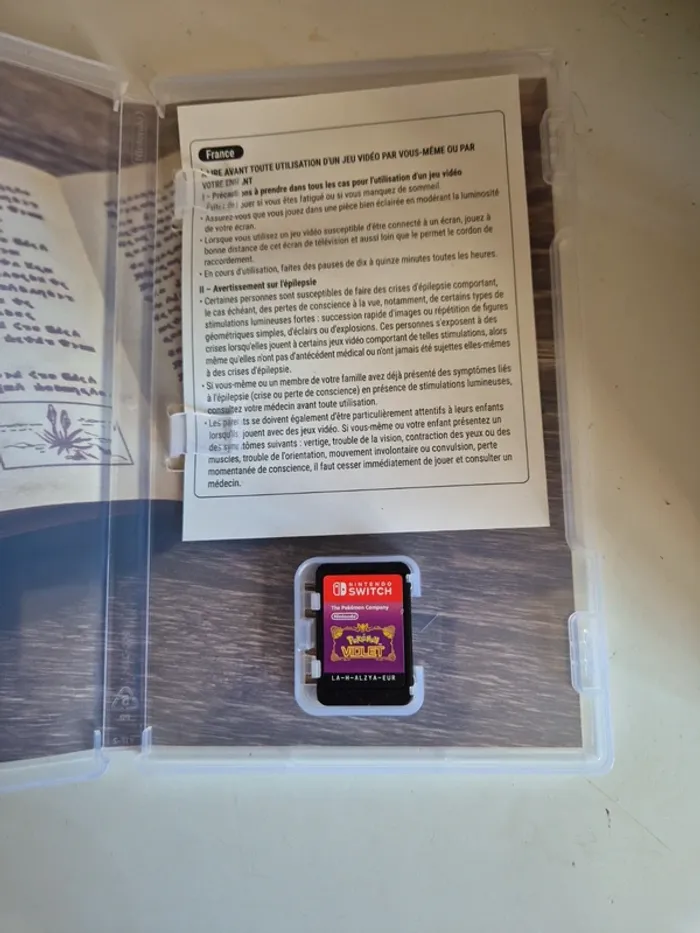 France
LIRE AVANT TOUTE UTILISATION D'UN JEU VIDÉO PAR VOUS-MÊME OU PAR
VOTRE ENFANT
I - Précautions à prendre dans tous les cas pour l'utilisation d'un jeu vidéo
jouer si vous êtes fatigué ou si vous manquez de sommeil.
• Assurez-vous que vous jouez dans une pièce bien éclairée en modérant la luminosité
de votre écran.
• Lorsque vous utilisez un jeu vidéo susceptible d'être connecté à un écran, jouez à
bonne distance de cet écran de télévision et aussi loin que le permet le cordon de
raccordement.
• En cours d'utilisation, faites des pauses de dix à quinze minutes toutes les heures.
II – Avertissement sur l'épilepsie
• Certaines personnes sont susceptibles de faire des crises d'épilepsie comportant,
le cas échéant, des pertes de conscience à la vue, notamment, de certains types de
stimulations lumineuses fortes : succession rapide d'images ou répétition de figures
géométriques simples, d'éclairs ou d'explosions. Ces personnes s'exposent à des
crises lorsqu'elles jouent à certains jeux vidéo comportant de telles stimulations, alors
même qu'elles n'ont pas d'antécédent médical ou n'ont jamais été sujettes elles-mêmes
à des crises d'épilepsie.
• Si vous-même ou un membre de votre famille avez déjà présenté des symptômes liés
à l'épilepsie (crise ou perte de conscience) en présence de stimulations lumineuses,
consultez votre médecin avant toute utilisation.
• Les parents se doivent également d'être particulièrement attentifs à leurs enfants
lorsqu'ils jouent avec des jeux vidéo. Si vous-même ou votre enfant présentez un
des symptômes suivants : vertige, trouble de la vision, contraction des yeux ou des
muscles, trouble de l'orientation, mouvement involontaire ou convulsion, perte
momentanée de conscience, il faut cesser immédiatement de jouer et consulter un
médecin.
NINTENDO
SWITCH
The Pokémon Company
Nintendo
POKÉMON
VIOLET
LA-H-ALZYA-EUR